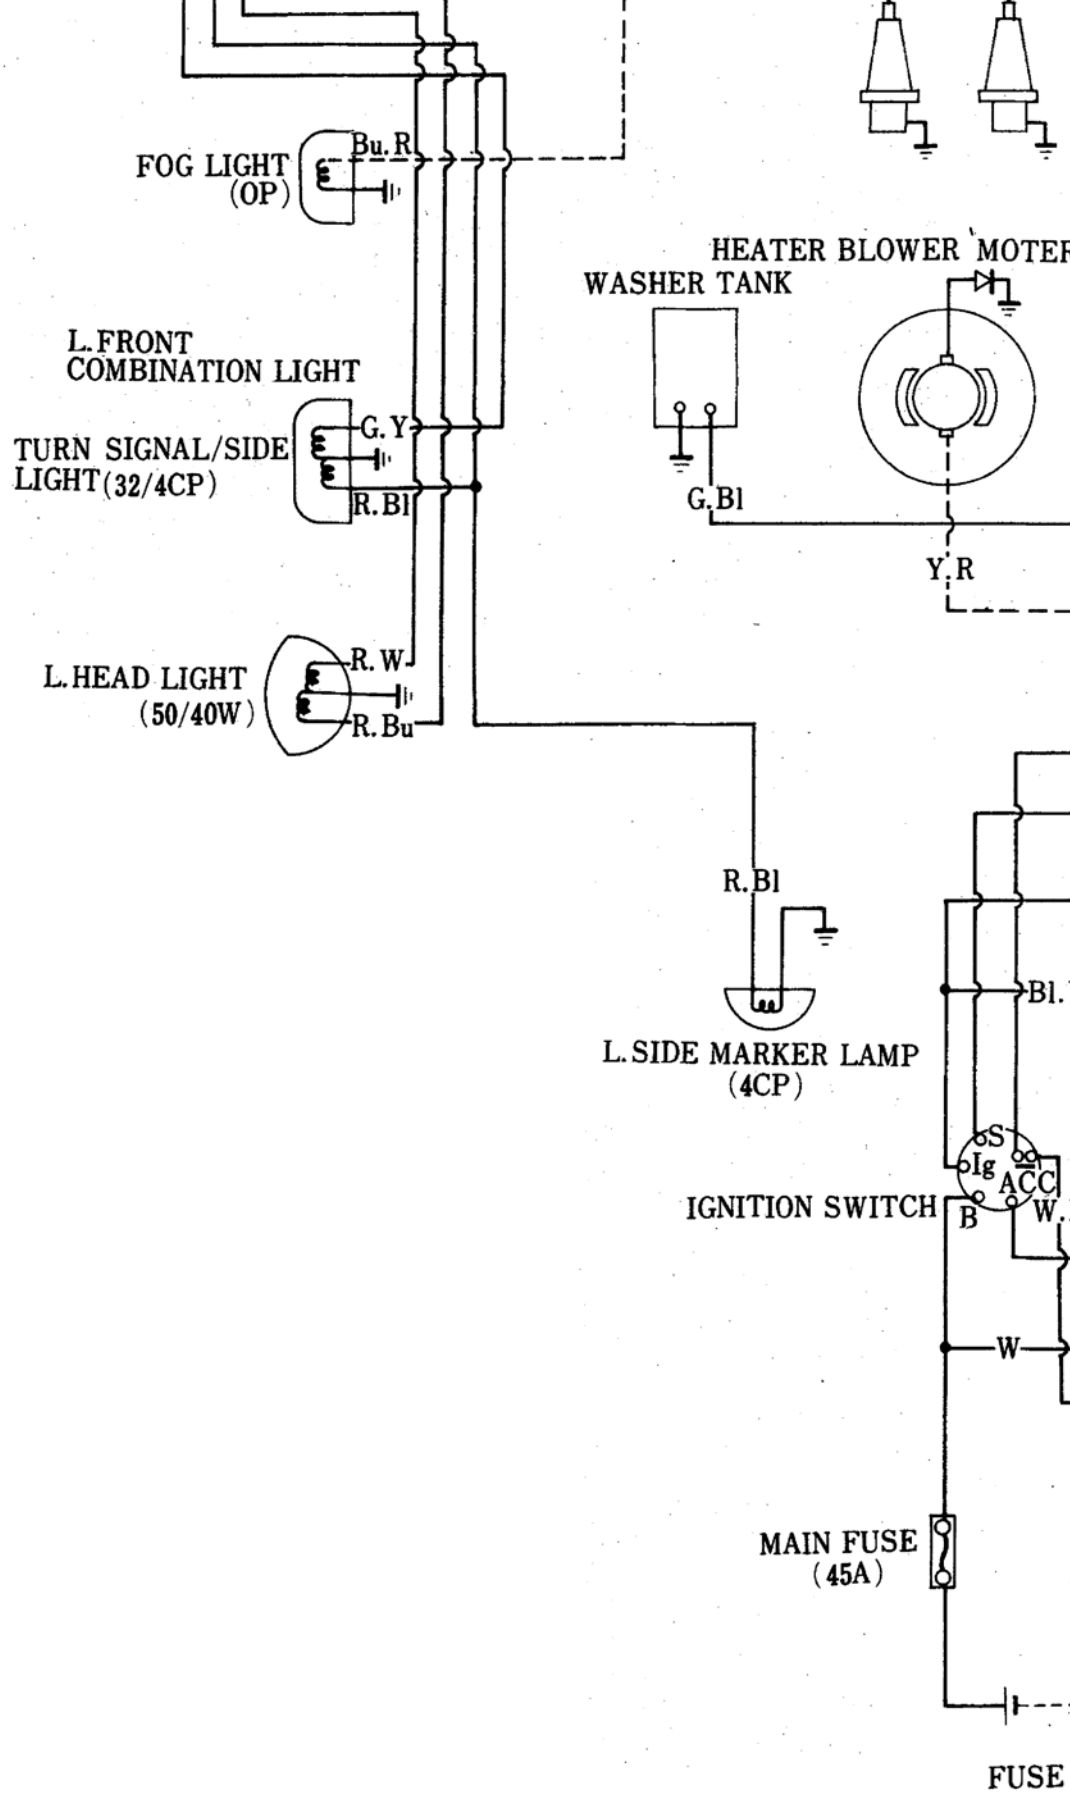 Bu.R
FOG LIGHT
(OP)
HEATER BLOWER MOTER
WASHER TANK
L.FRONT
COMBINATION LIGHT
G.Y
TURN SIGNAL/SIDE
LIGHT(32/4CP)
R.Bl
G.Bl
Y.R
R.W
L.HEAD LIGHT
(50/40W)
R.Bu
R.Bl
Bl.
L.SIDE MARKER LAMP
(4CP)
S
Ig
ACC
IGNITION SWITCH
B
W.
W
MAIN FUSE
(45A)
FUSE